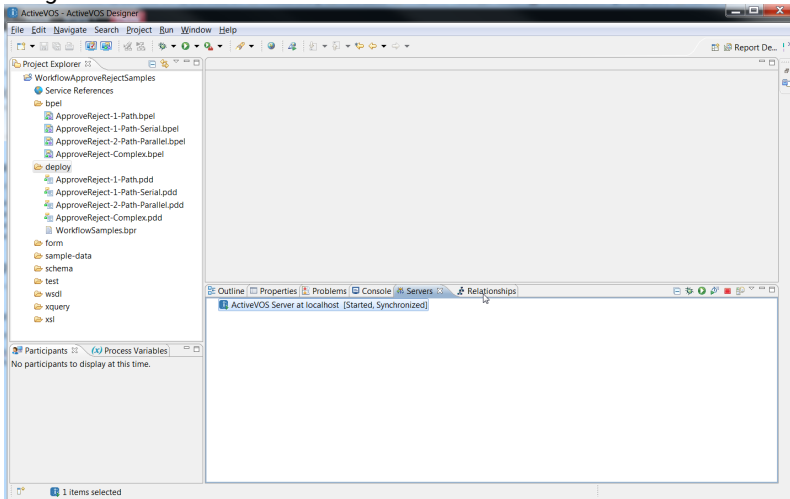 ActiveVOS - ActiveVOS Designer
File Edit Navigate Search Project Run Window Help
Report De...
Project Explorer
WorkflowApproveRejectSamples
Service References
bpel
ApproveReject-1-Path.bpel
ApproveReject-1-Path-Serial.bpel
ApproveReject-2-Path-Parallel.bpel
ApproveReject-Complex.bpel
deploy
ApproveReject-1-Path.pdd
ApproveReject-1-Path-Serial.pdd
ApproveReject-2-Path-Parallel.pdd
ApproveReject-Complex.pdd
WorkflowSamples.bpr
form
sample-data
schema
test
wsdl
xquery
xsl
Outline Properties Problems Console Servers Relationships
ActiveVOS Server at localhost [Started, Synchronized]
Participants (x) Process Variables
No participants to display at this time.
1 items selected